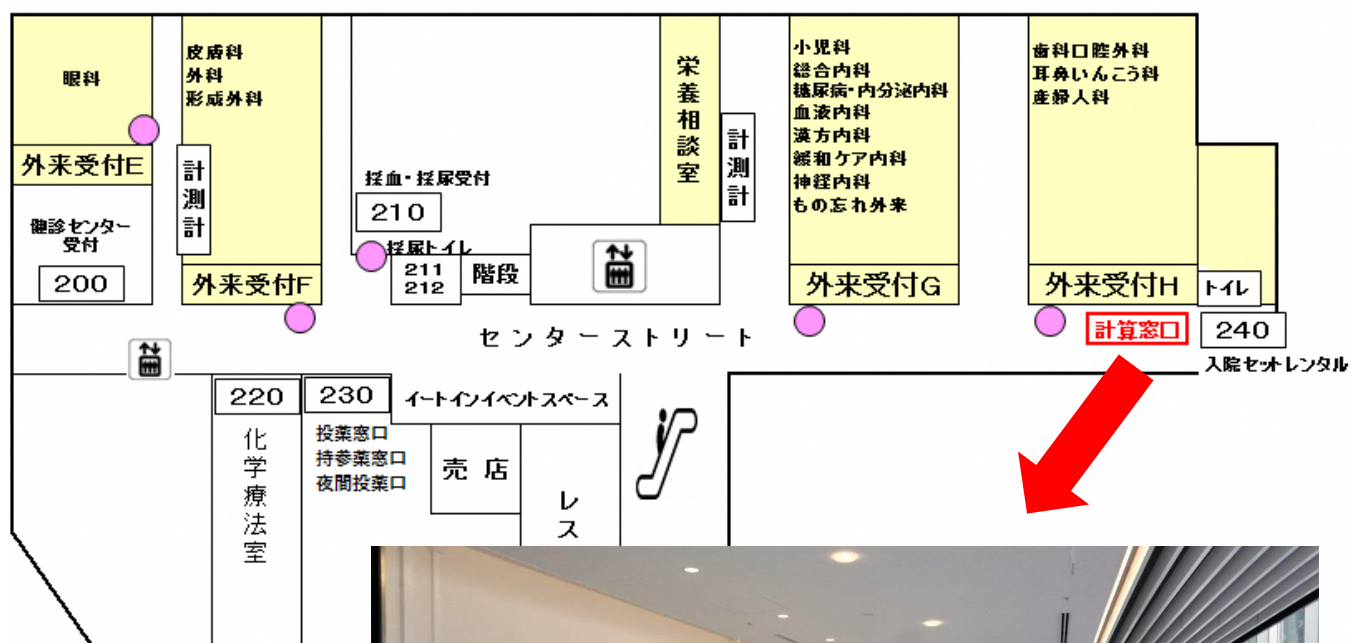 眼科
外来受付E
健診センター
受付
200
皮膚科
外科
形成外科
計測計
外来受付F
採血・採尿受付
210
採尿トイレ
211
212
階段
栄養相談室
計測計
小児科
総合内科
糖尿病・内分泌内科
血液内科
漢方内科
緩和ケア内科
神経内科
もの忘れ外来
外来受付G
歯科口腔外科
耳鼻いんこう科
産婦人科
外来受付H
トイレ
センターストリート
計算窓口
240
入院セットレンタル
220
化学療法室
230
投薬窓口
持参薬窓口
夜間投薬口
イートインイベントスペース
売店
レス